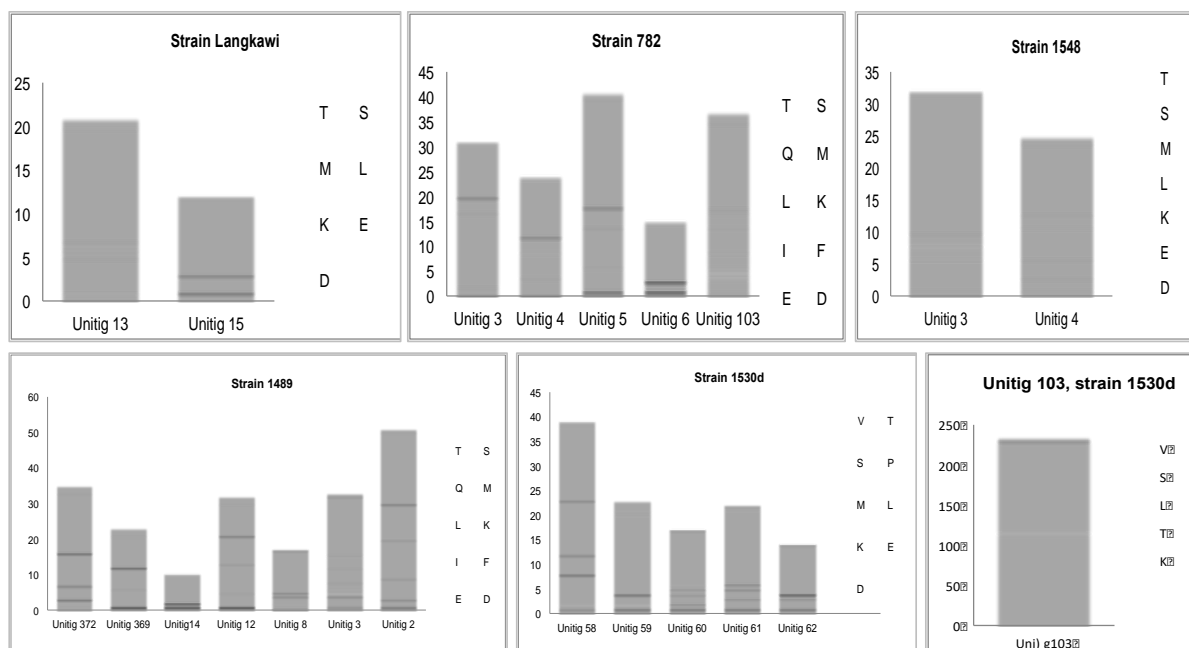 Strain Langkawi
25
20
15
10
5
0
Unitig 13 Unitig 15
T S
M L
K E
D
Strain 782
45
40
35
30
25
20
15
10
5
0
Unitig 3 Unitig 4 Unitig 5 Unitig 6 Unitig 103
T S
Q M
L K
I F
E D
Strain 1548
35
30
25
20
15
10
5
0
Unitig 3 Unitig 4
T
S
M
L
K
E
D
Strain 1489
60
50
40
30
20
10
0
Unitig 372 Unitig 369 Unitig14 Unitig 12 Unitig 8 Unitig 3 Unitig 2
T S
Q M
L K
I F
E D
Strain 1530d
45
40
35
30
25
20
15
10
5
0
Unitig 58 Unitig 59 Unitig 60 Unitig 61 Unitig 62
V T
S P
M L
K E
D
Unitig 103, strain 1530d
250⍰
200⍰
150⍰
100⍰
50⍰
0⍰
Uni) g103⍰
V⍰
S⍰
L⍰
T⍰
K⍰